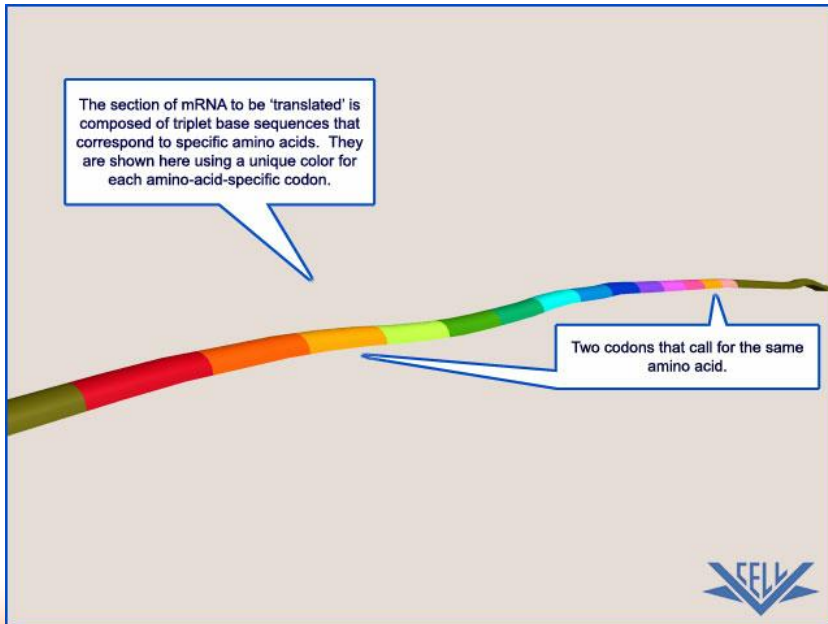 The section of mRNA to be 'translated' is
composed of triplet base sequences that
correspond to specific amino acids.  They
are shown here using a unique color for
each amino-acid-specific codon.
Two codons that call for the same
amino acid.
CELL